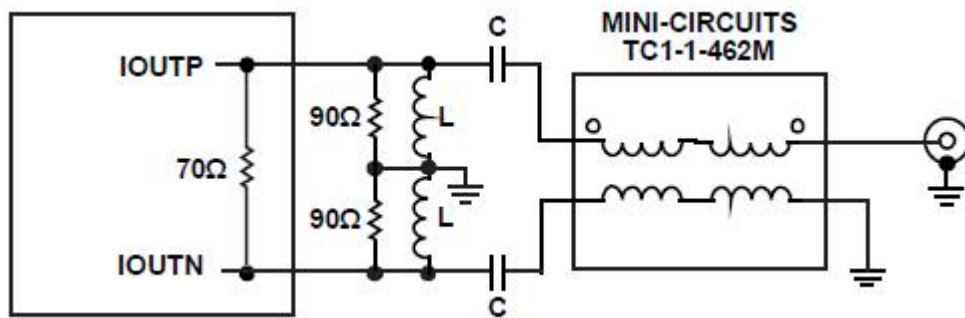 C
MINI-CIRCUITS
TC1-1-462M
IOUTP
90Ω
L
70Ω
90Ω
L
IOUTN
C